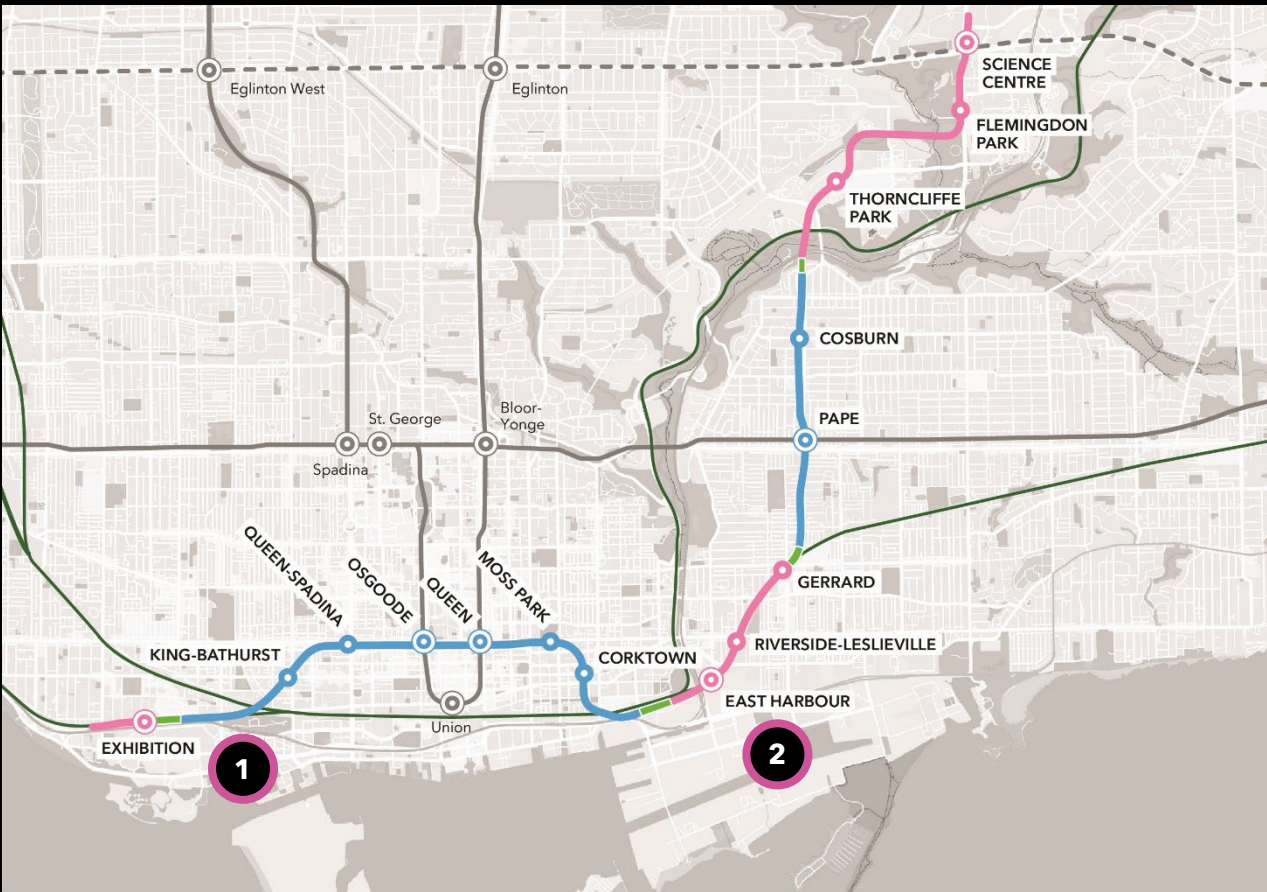 SCIENCE
CENTRE
Eglinton West
Eglinton
FLEMINGDON
PARK
THORNCLIFFE
PARK
COSBURN
St. George
Bloor-
Yonge
PAPE
Spadina
QUEEN-SPADINA
OSGOODE
QUEEN
MOSS PARK
GERRARD
KING-BATHURST
CORKTOWN
RIVERSIDE-LESLIEVILLE
EAST HARBOUR
Union
EXHIBITION
1
2